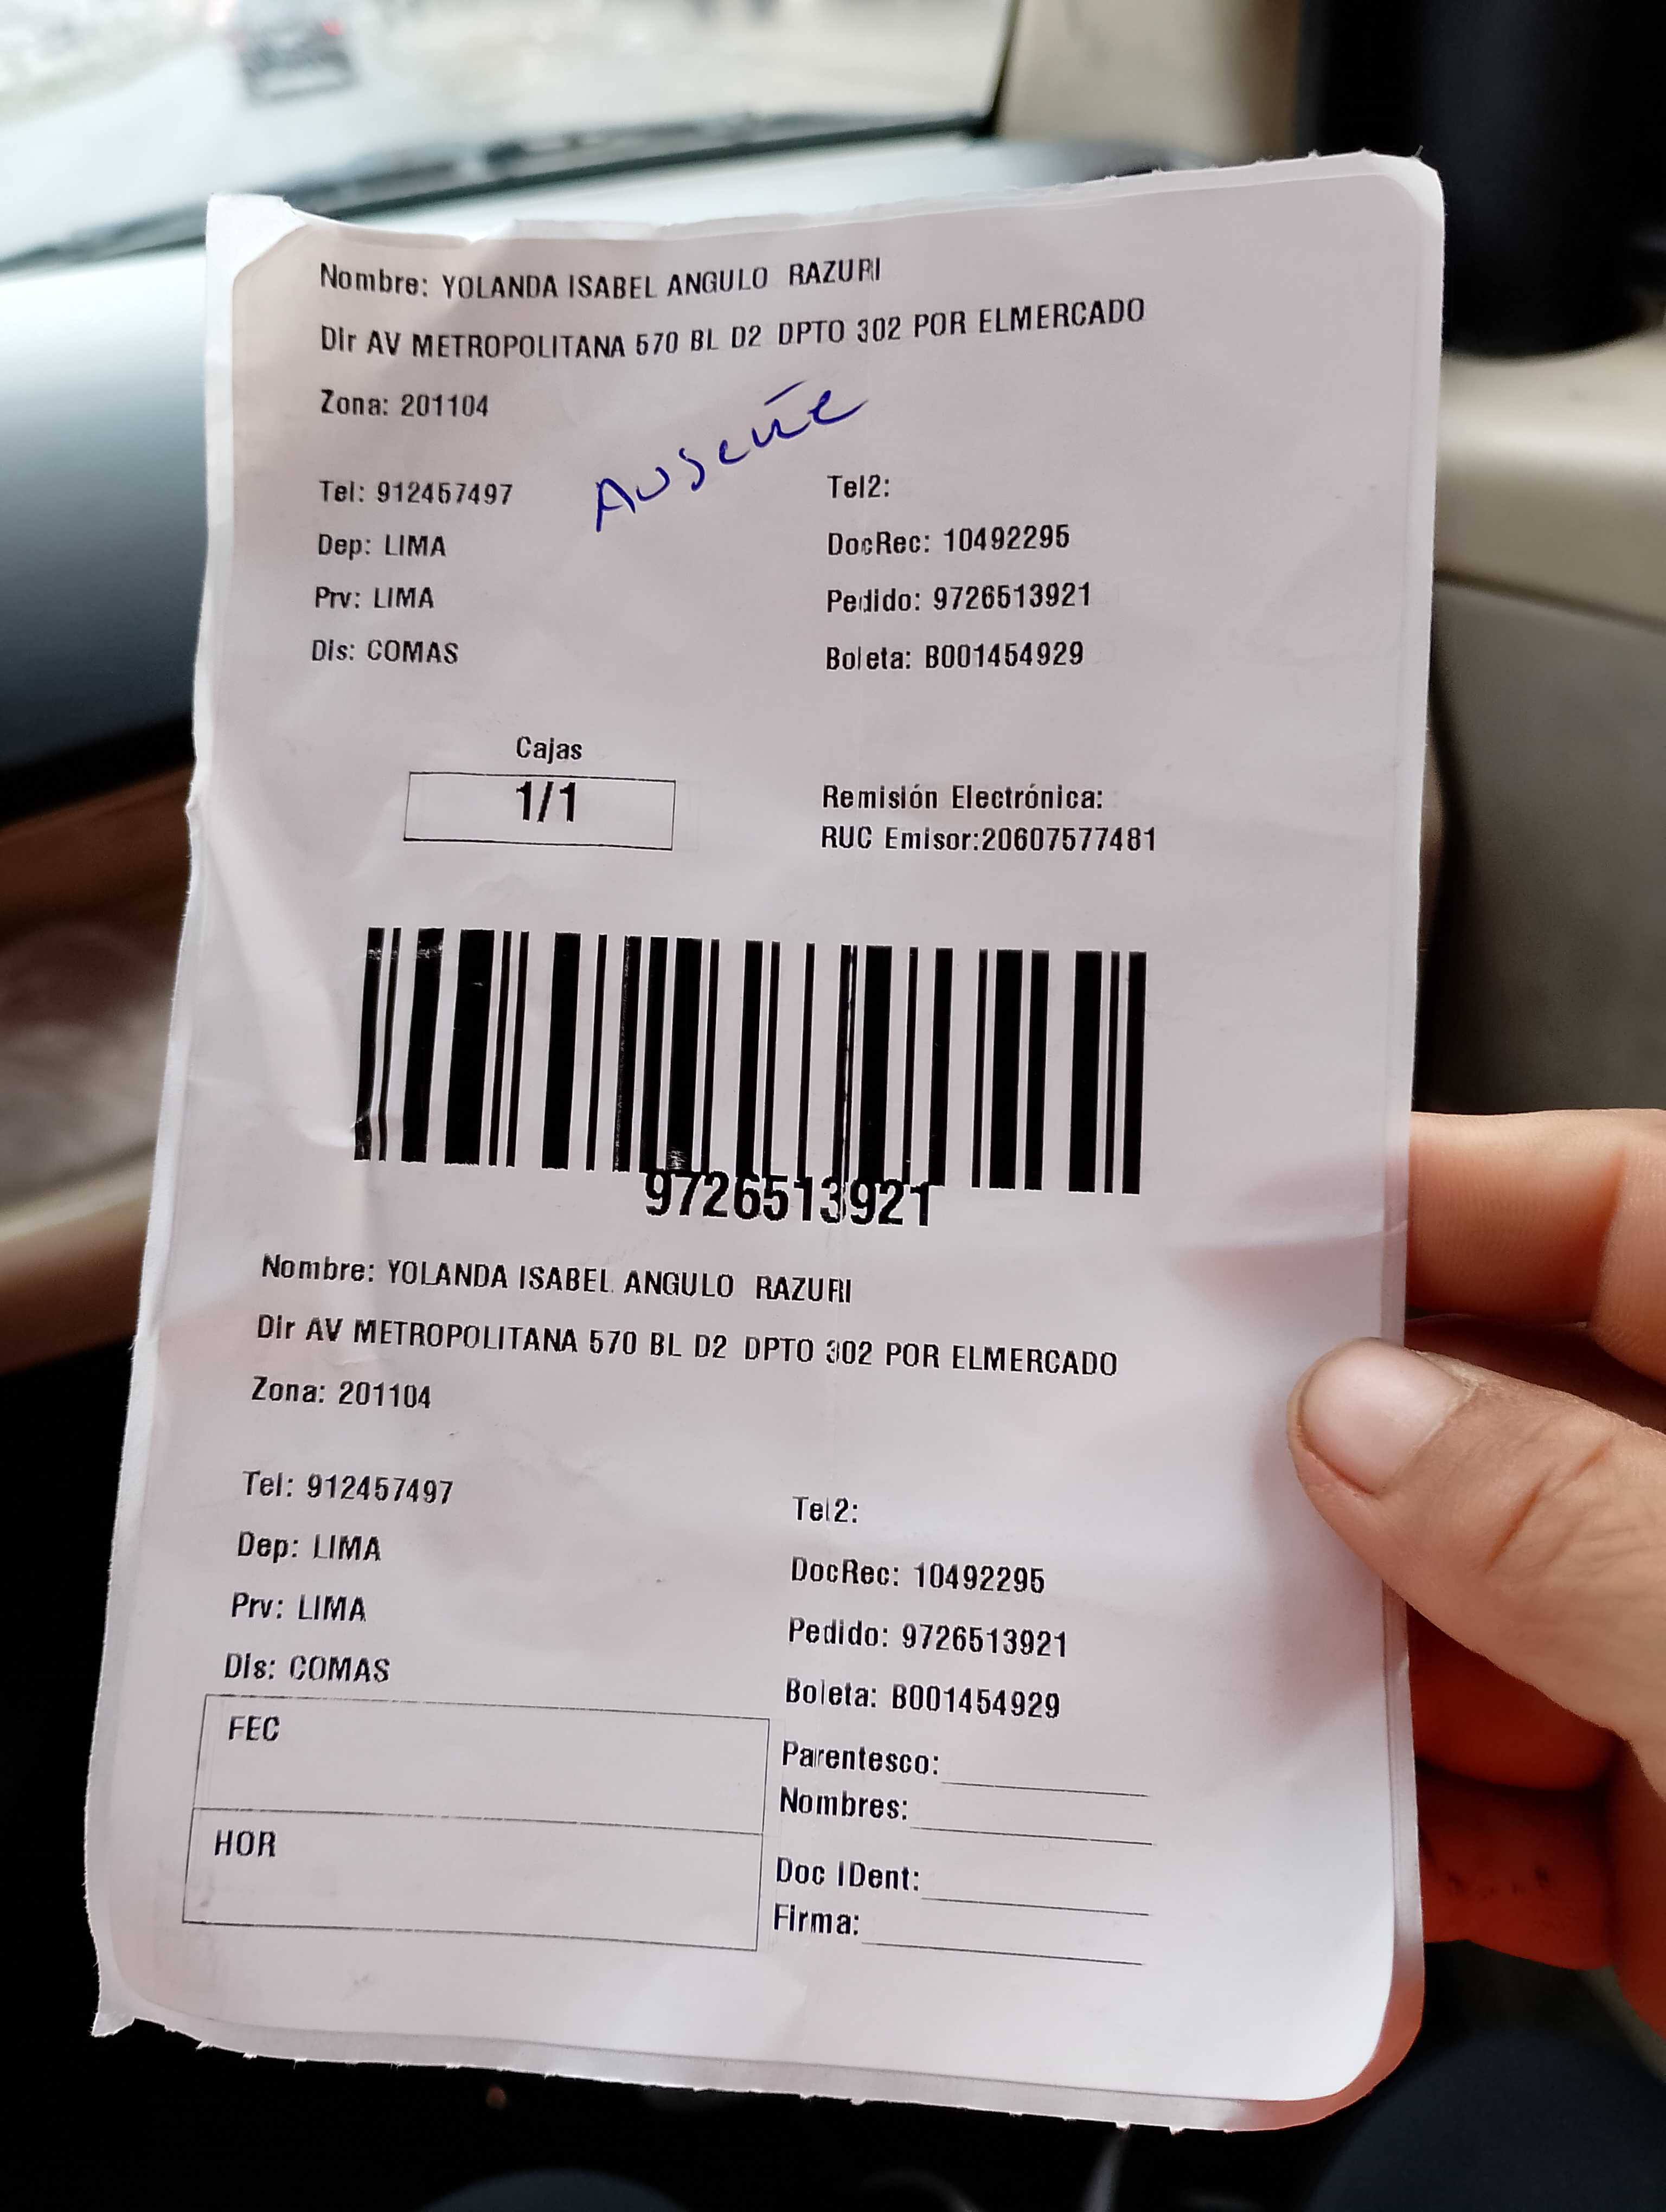 Nombre: YOLANDA ISABEL ANGULO RAZURI
Dir AV METROPOLITANA 570 BL D2 DPTO 302 POR ELMERCADO
Zona: 201104
Ausente
Tel: 912457497
Tel2:
Dep: LIMA
DocRec: 10492295
Prv: LIMA
Pedido: 9726513921
Dis: COMAS
Boleta: B001454929
Cajas
1/1
Remisión Electrónica:
RUC Emisor:20607577481
9726513921
Nombre: YOLANDA ISABEL ANGULO RAZURI
Dir AV METROPOLITANA 570 BL D2 DPTO 302 POR ELMERCADO
Zona: 201104
Tel: 912457497
Tel2:
Dep: LIMA
DocRec: 10492295
Prv: LIMA
Pedido: 9726513921
Dis: COMAS
Boleta: B001454929
FEC
Parentesco:
Nombres:
HOR
Doc IDent:
Firma: